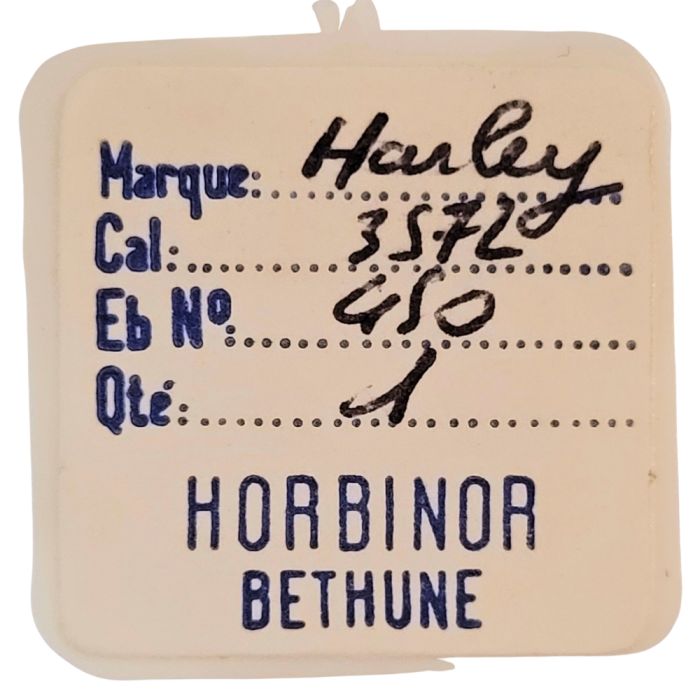 Marque: Harley
Cal: 3572
Eb Nº: 450
Qté: 1
HORBINOR
BETHUNE